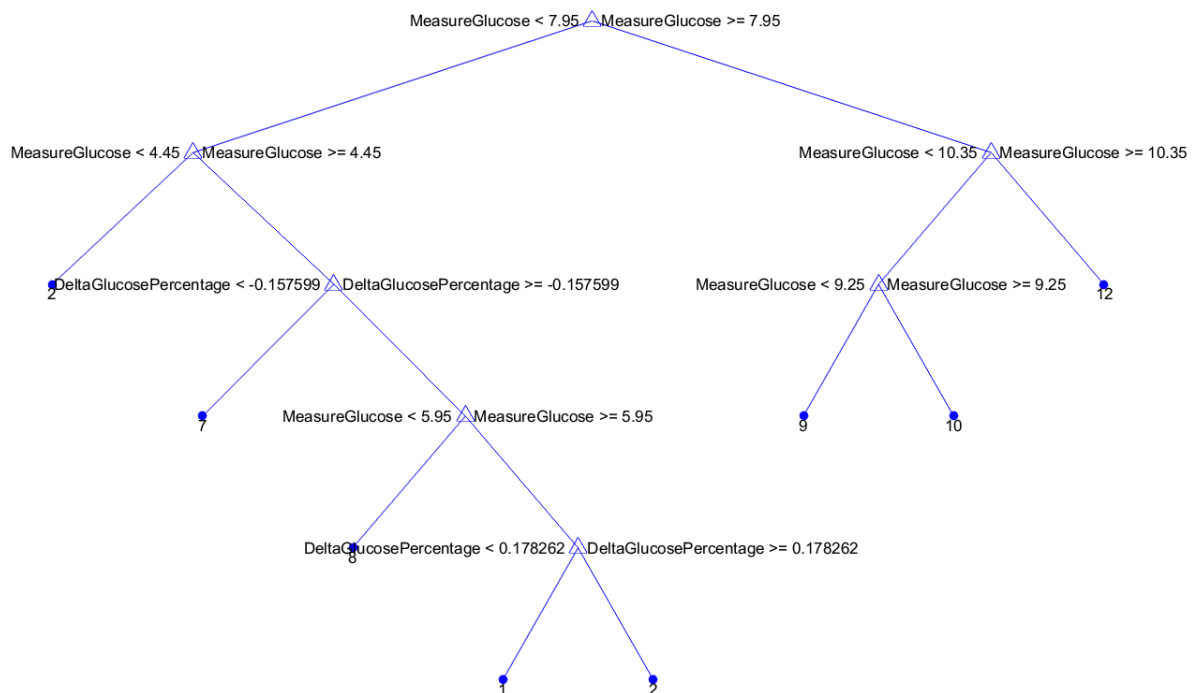 MeasureGlucose < 7.95 MeasureGlucose >= 7.95
MeasureGlucose < 4.45 MeasureGlucose >= 4.45
MeasureGlucose < 10.35 MeasureGlucose >= 10.35
2
DeltaGlucosePercentage < -0.157599 DeltaGlucosePercentage >= -0.157599
MeasureGlucose < 9.25 MeasureGlucose >= 9.25
12
7
MeasureGlucose < 5.95 MeasureGlucose >= 5.95
9
10
8
DeltaGlucosePercentage < 0.178262 DeltaGlucosePercentage >= 0.178262
1
2